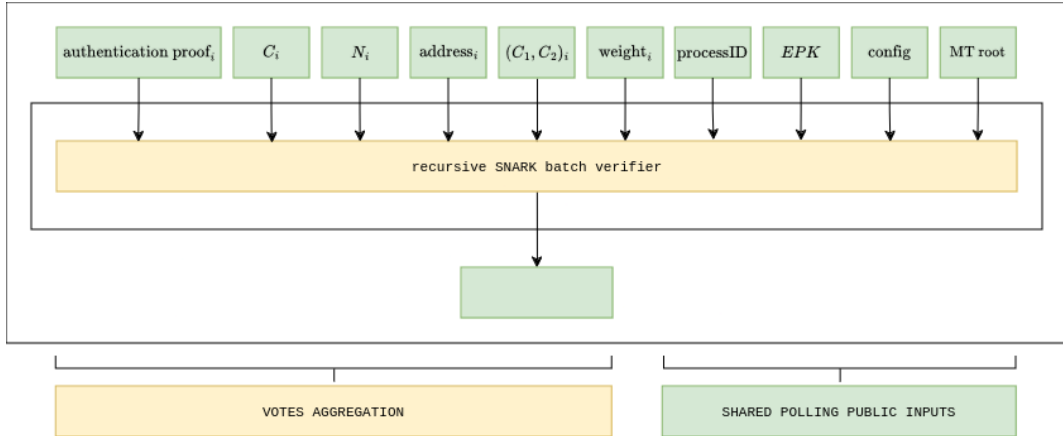 authentication proof_i
C_i
N_i
address_i
(C_1, C_2)_i
weight_i
processID
EPK
config
MT root
recursive SNARK batch verifier
VOTES AGGREGATION
SHARED POLLING PUBLIC INPUTS